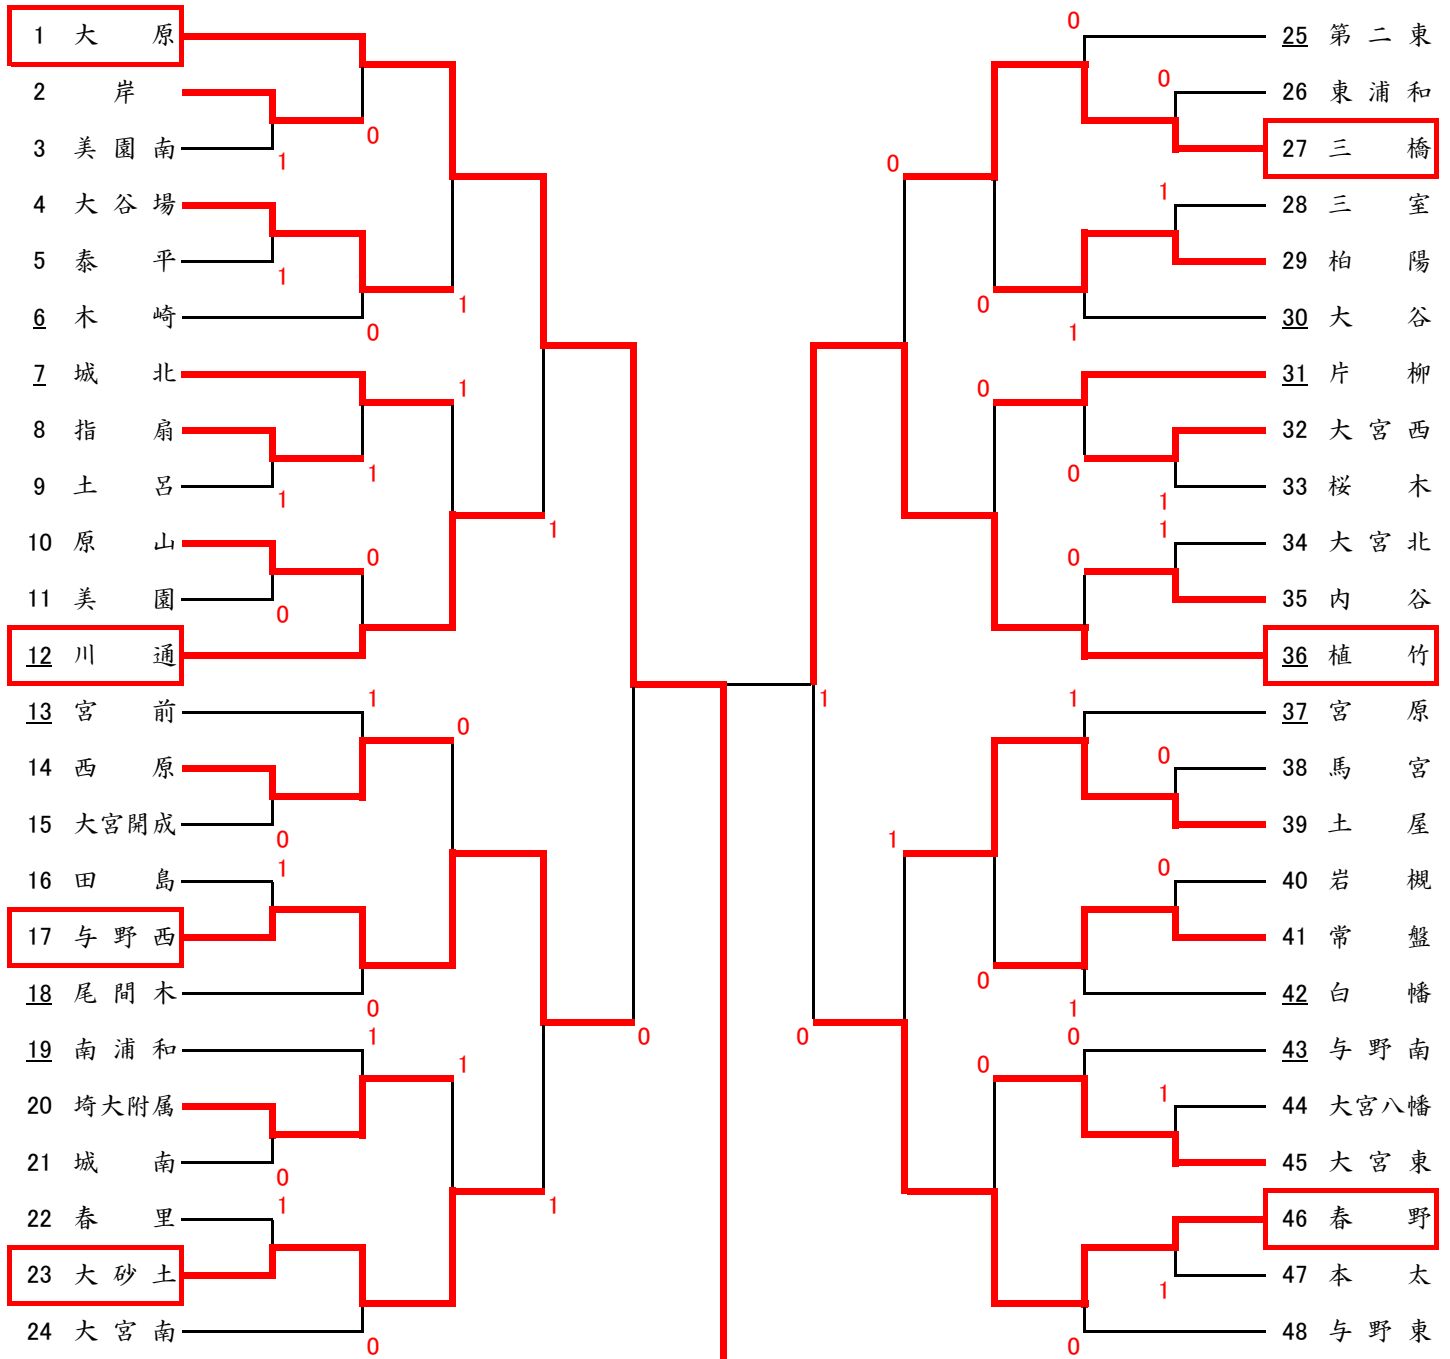 1 大原
2 岸
3 美園南
4 大谷場
5 泰平
6 木崎
7 城北
8 指扇
9 土呂
10 原山
11 美園
12 川通
13 宮前
14 西原
15 大宮開成
16 田島
17 与野西
18 尾間木
19 南浦和
20 埼大附属
21 城南
22 春里
23 大砂土
24 大宮南
1
0
1
1
0
1
1
1
1
0
0
1
1
0
0
1
0
1
1
0
1
1
0
0
0
0
0
1
0
1
0
0
1
1
0
1
1
0
1
0
0
1
0
0
1
0
1
0
25 第二東
26 東浦和
27 三橋
28 三室
29 柏陽
30 大谷
31 片柳
32 大宮西
33 桜木
34 大宮北
35 内谷
36 植竹
37 宮原
38 馬宮
39 土屋
40 岩槻
41 常盤
42 白幡
43 与野南
44 大宮八幡
45 大宮東
46 春野
47 本太
48 与野東